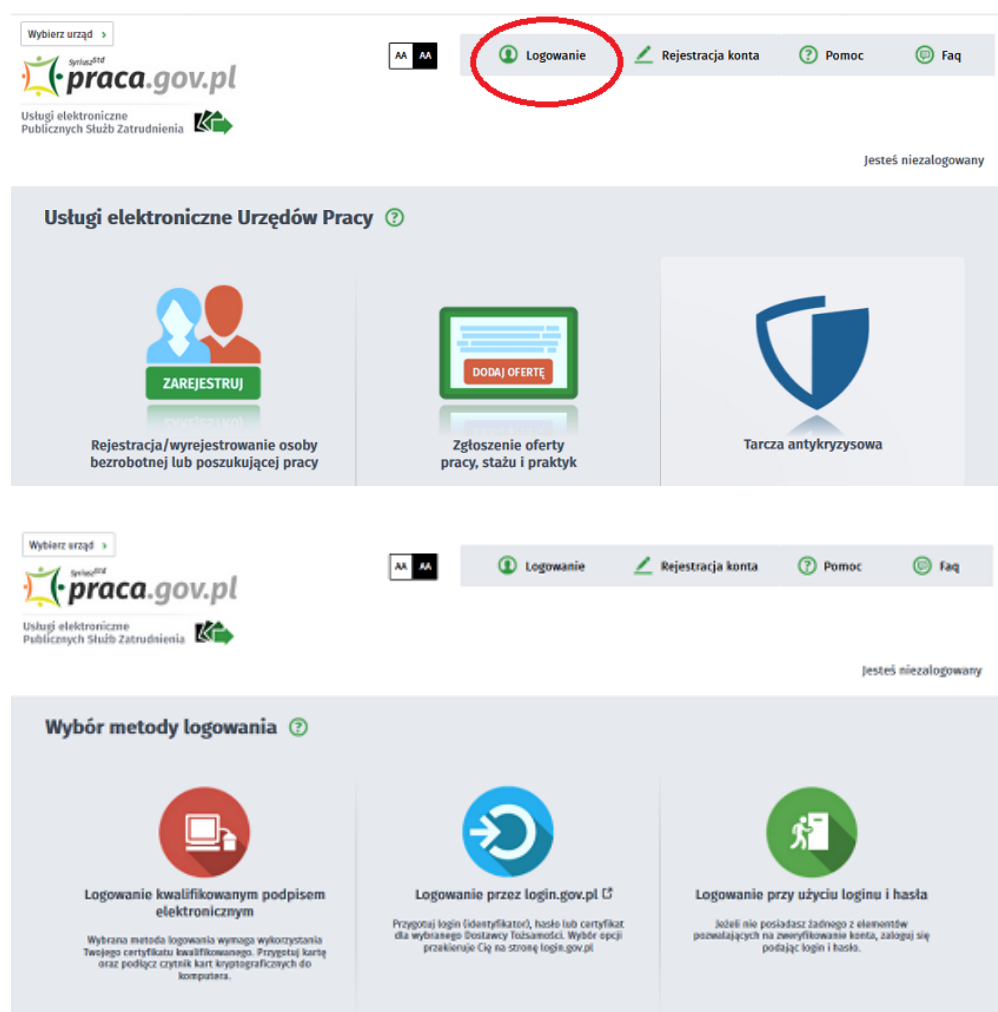 Wybierz urząd
AA AA
Logowanie Rejestracja konta Pomoc Faq
Syriusz Std
praca.gov.pl
Usługi elektroniczne
Publicznych Służb Zatrudnienia
Jesteś niezalogowany
Usługi elektroniczne Urzędów Pracy ?
ZAREJESTRUJ
DODAJ OFERTĘ
Rejestracja/wyrejestrowanie osoby
bezrobotnej lub poszukującej pracy
Zgłoszenie oferty
pracy, stażu i praktyk
Tarcza antykryzysowa
Wybierz urząd
AA AA
Logowanie Rejestracja konta Pomoc Faq
Syriusz Std
praca.gov.pl
Usługi elektroniczne
Publicznych Służb Zatrudnienia
Jesteś niezalogowany
Wybór metody logowania ?
Logowanie kwalifikowanym podpisem
elektronicznym
Wybrana metoda logowania wymaga wykorzystania
Twojego certyfikatu kwalifikowanego. Przygotuj kartę
oraz podłącz czytnik kart kryptograficznych do
komputera.
Logowanie przez login.gov.pl
Przygotuj login (identyfikator), hasło lub certyfikat
dla wybranego Dostawcy Tożsamości. Wybór opcji
przekieruje Cię na stronę login.gov.pl
Logowanie przy użyciu loginu i hasła
Jeżeli nie posiadasz żadnego z elementów
pozwalających na zweryfikowanie konta, zaloguj się
podając login i hasło.